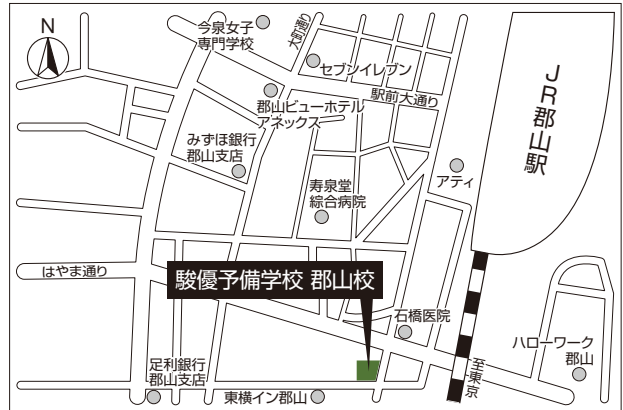 N
今泉女子
専門学校
大町通り
セブンイレブン
駅前大通り
郡山ビューホテル
アネックス
みずほ銀行
郡山支店
JR郡山駅
アティ
寿泉堂
綜合病院
はやま通り
駿優予備学校 郡山校
石橋医院
ハローワーク
郡山
至東京
足利銀行
郡山支店
東横イン郡山